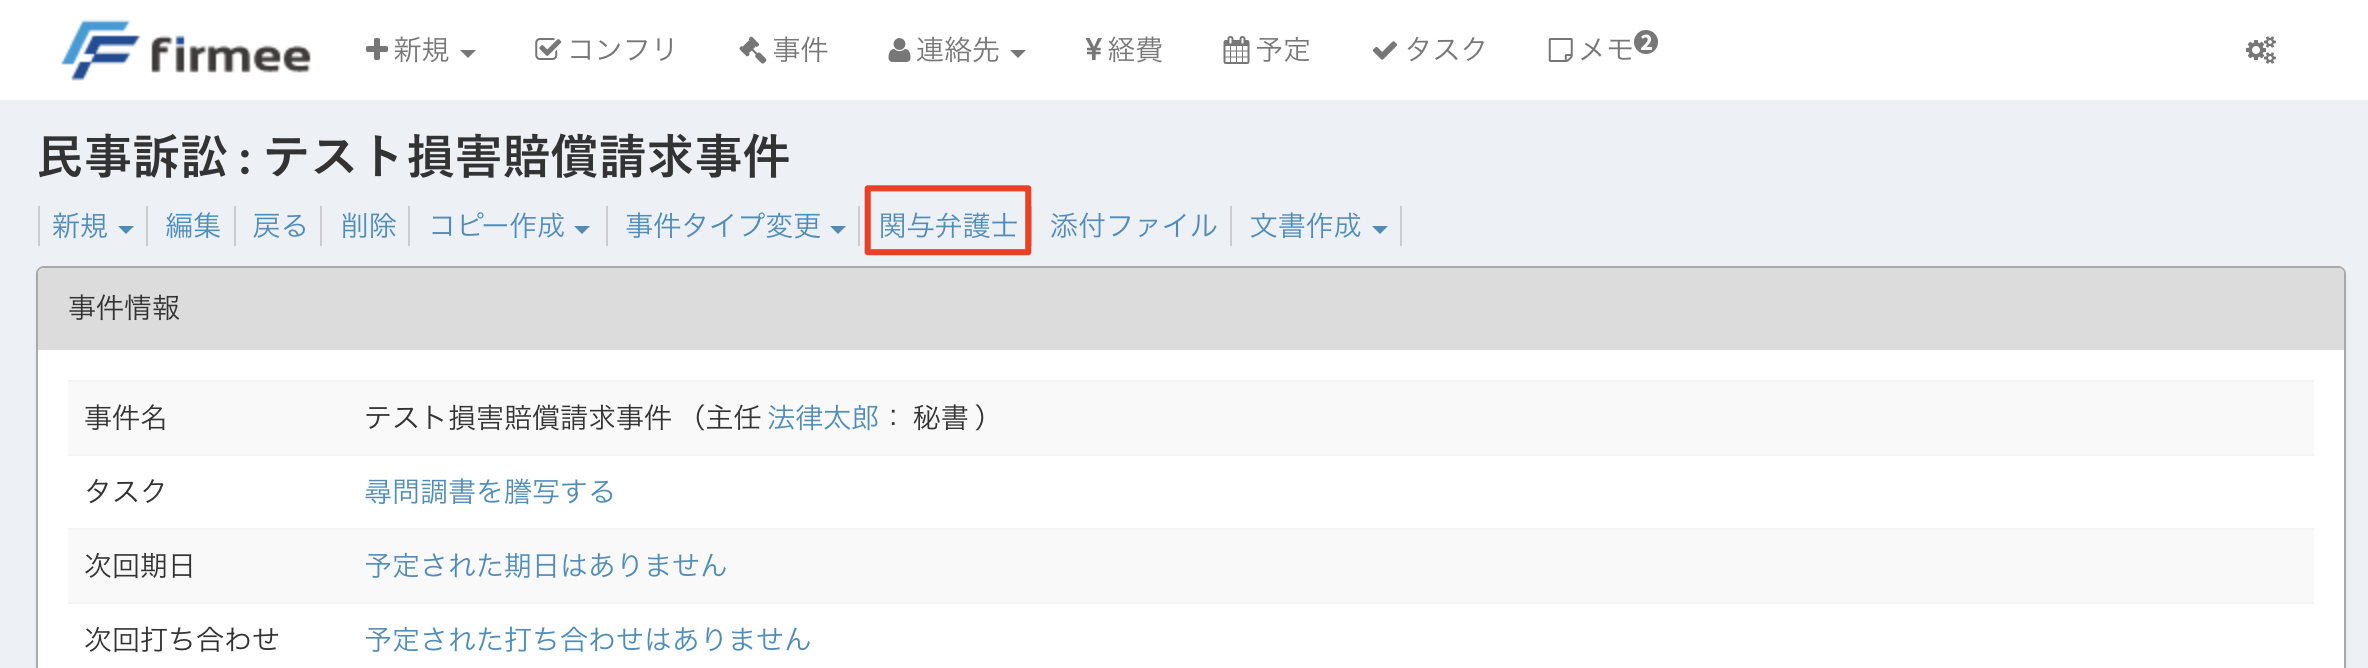 firmee 新規 コンフリ 事件 連絡先 ¥経費 予定 タスク メモ 2
民事訴訟 : テスト損害賠償請求事件
新規 編集 戻る 削除 コピー作成 事件タイプ変更 関与弁護士 添付ファイル 文書作成
事件情報
事件名 テスト損害賠償請求事件 （主任 法律太郎： 秘書 ）
タスク 尋問調書を謄写する
次回期日 予定された期日はありません
次回打ち合わせ 予定された打ち合わせはありません